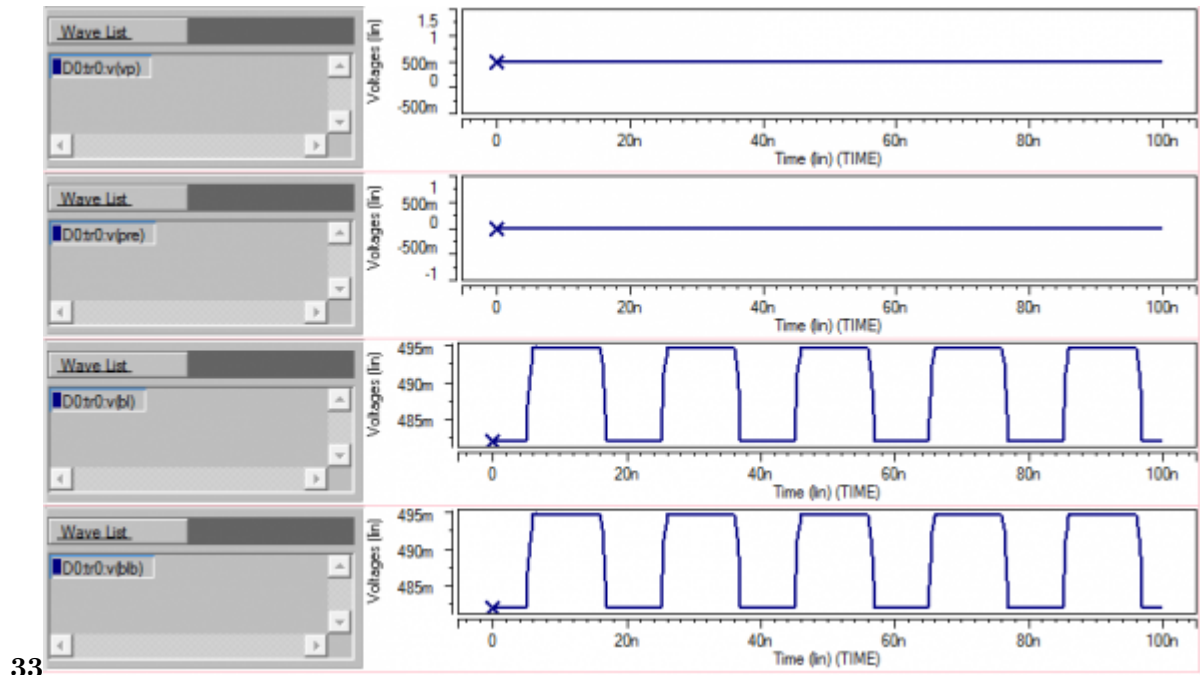 Wave List
D0:tr0:v(vp)
Voltages (lin)
1.5
1
500m
0
-500m
0 20n 40n 60n 80n 100n
Time (lin) (TIME)
Wave List
D0:tr0:v(pre)
Voltages (lin)
1
500m
0
-500m
-1
0 20n 40n 60n 80n 100n
Time (lin) (TIME)
Wave List
D0:tr0:v(bl)
Voltages (lin)
495m
490m
485m
0 20n 40n 60n 80n 100n
Time (lin) (TIME)
Wave List
D0:tr0:v(blb)
Voltages (lin)
495m
490m
485m
0 20n 40n 60n 80n 100n
Time (lin) (TIME)
33